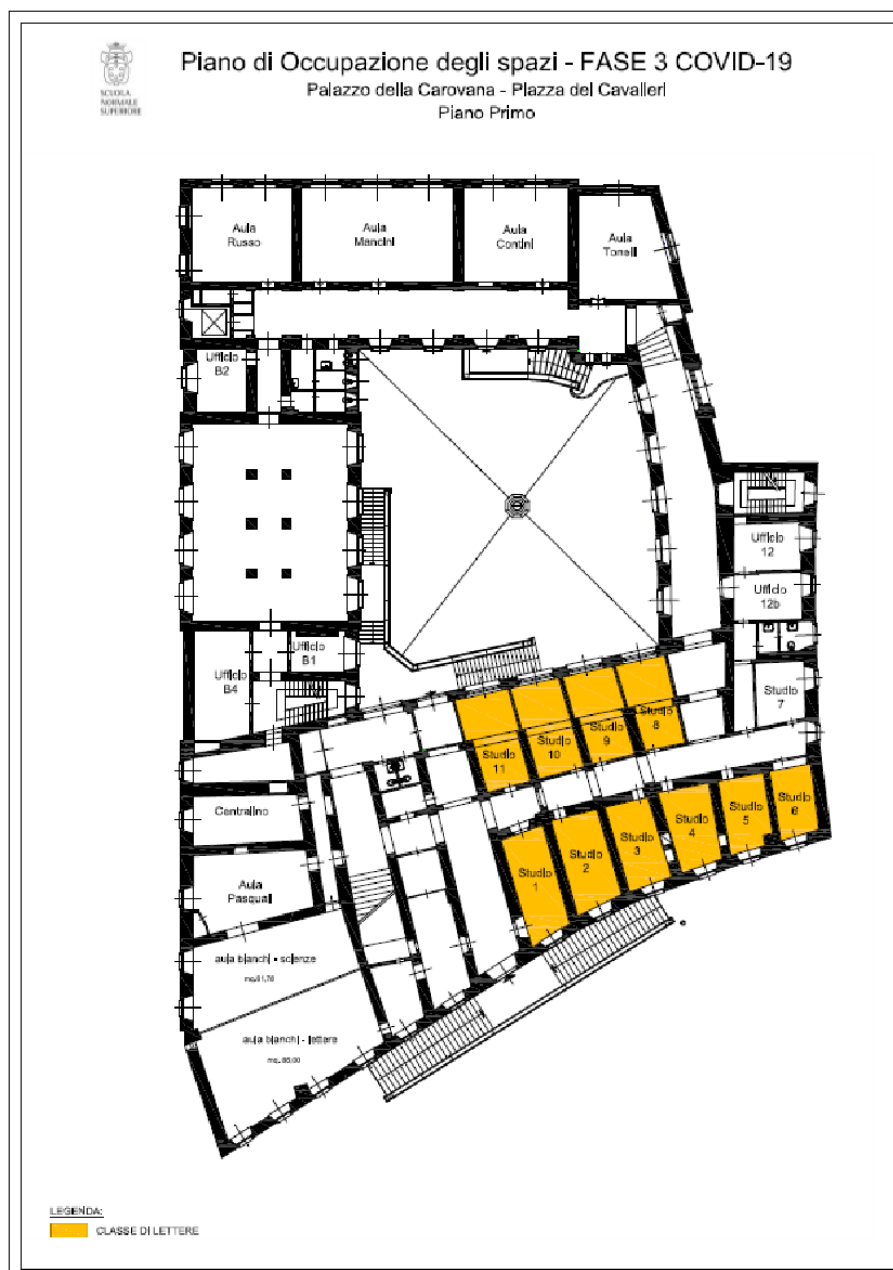 SCUOLA
NORMALE
SUPERIORE
Piano di Occupazione degli spazi - FASE 3 COVID-19
Palazzo della Carovana - Piazza dei Cavalieri
Piano Primo
Aula
Russo
Aula
Mancini
Aula
Contini
Aula
Tonelli
Ufficio
B2
Ufficio
12
Ufficio
12b
Ufficio
B1
Ufficio
B4
Studio
7
Studio
8
Studio
9
Studio
10
Studio
11
Centralino
Studio
6
Studio
5
Studio
4
Studio
3
Studio
2
Studio
1
Aula
Pasquali
aula bianchi - scienze
aula bianchi - lettere
LEGENDA:
CLASSE DI LETTERE